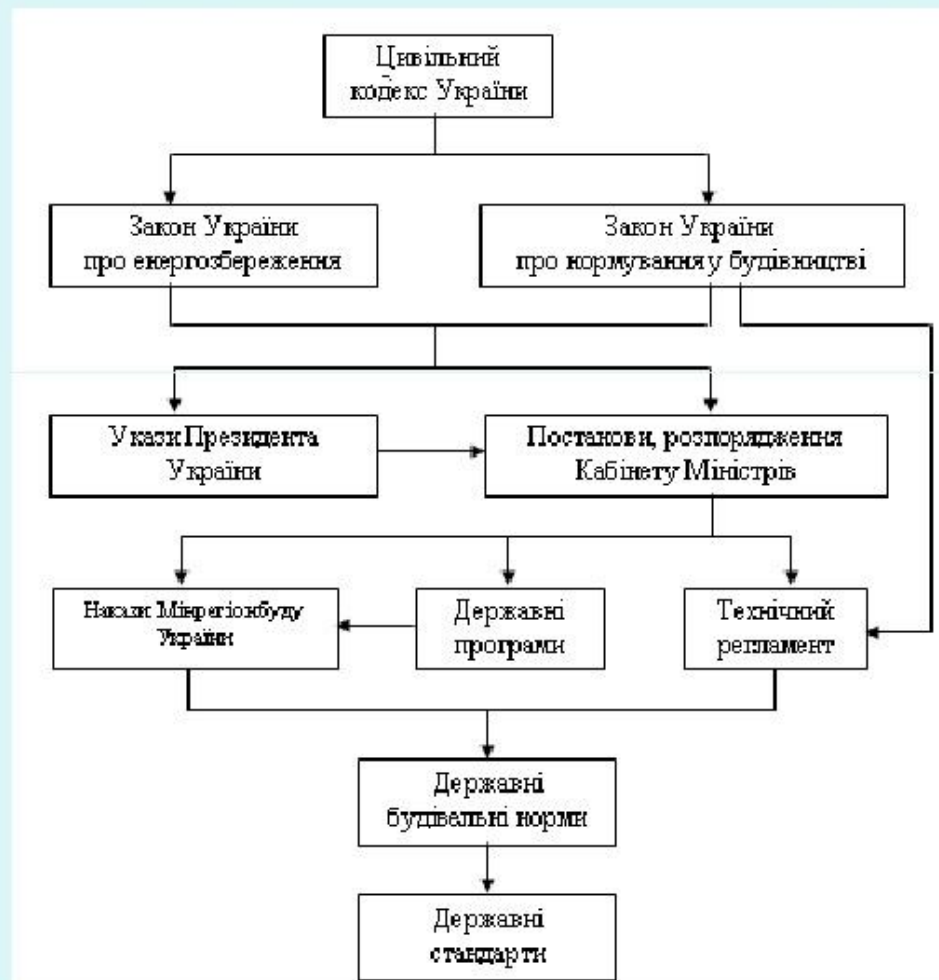 Цивільний
кодекс України
Закон України
про енергозбереження
Закон України
про нормування у будівництві
Укази Президента
України
Постанови, розпорядження
Кабінету Міністрів
Накази Мінрегіонбуду
України
Державні
програми
Технічний
регламент
Державні
будівельні норми
Державні
стандарти